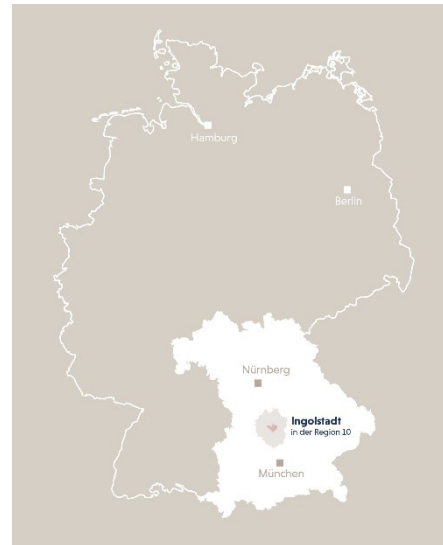 Hamburg
Berlin
Nürnberg
Ingolstadt
in der Region 10
München